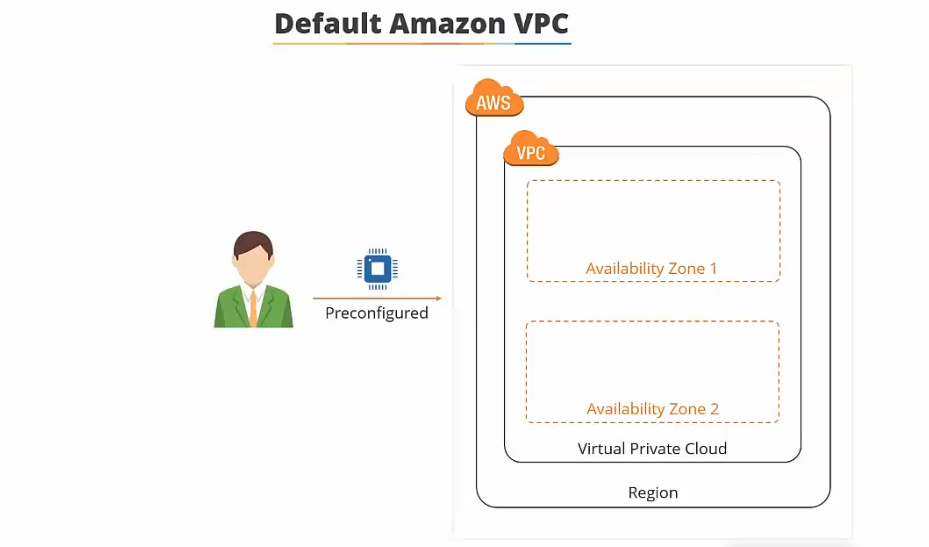 Default Amazon VPC
AWS
VPC
Availability Zone 1
Preconfigured
Availability Zone 2
Virtual Private Cloud
Region